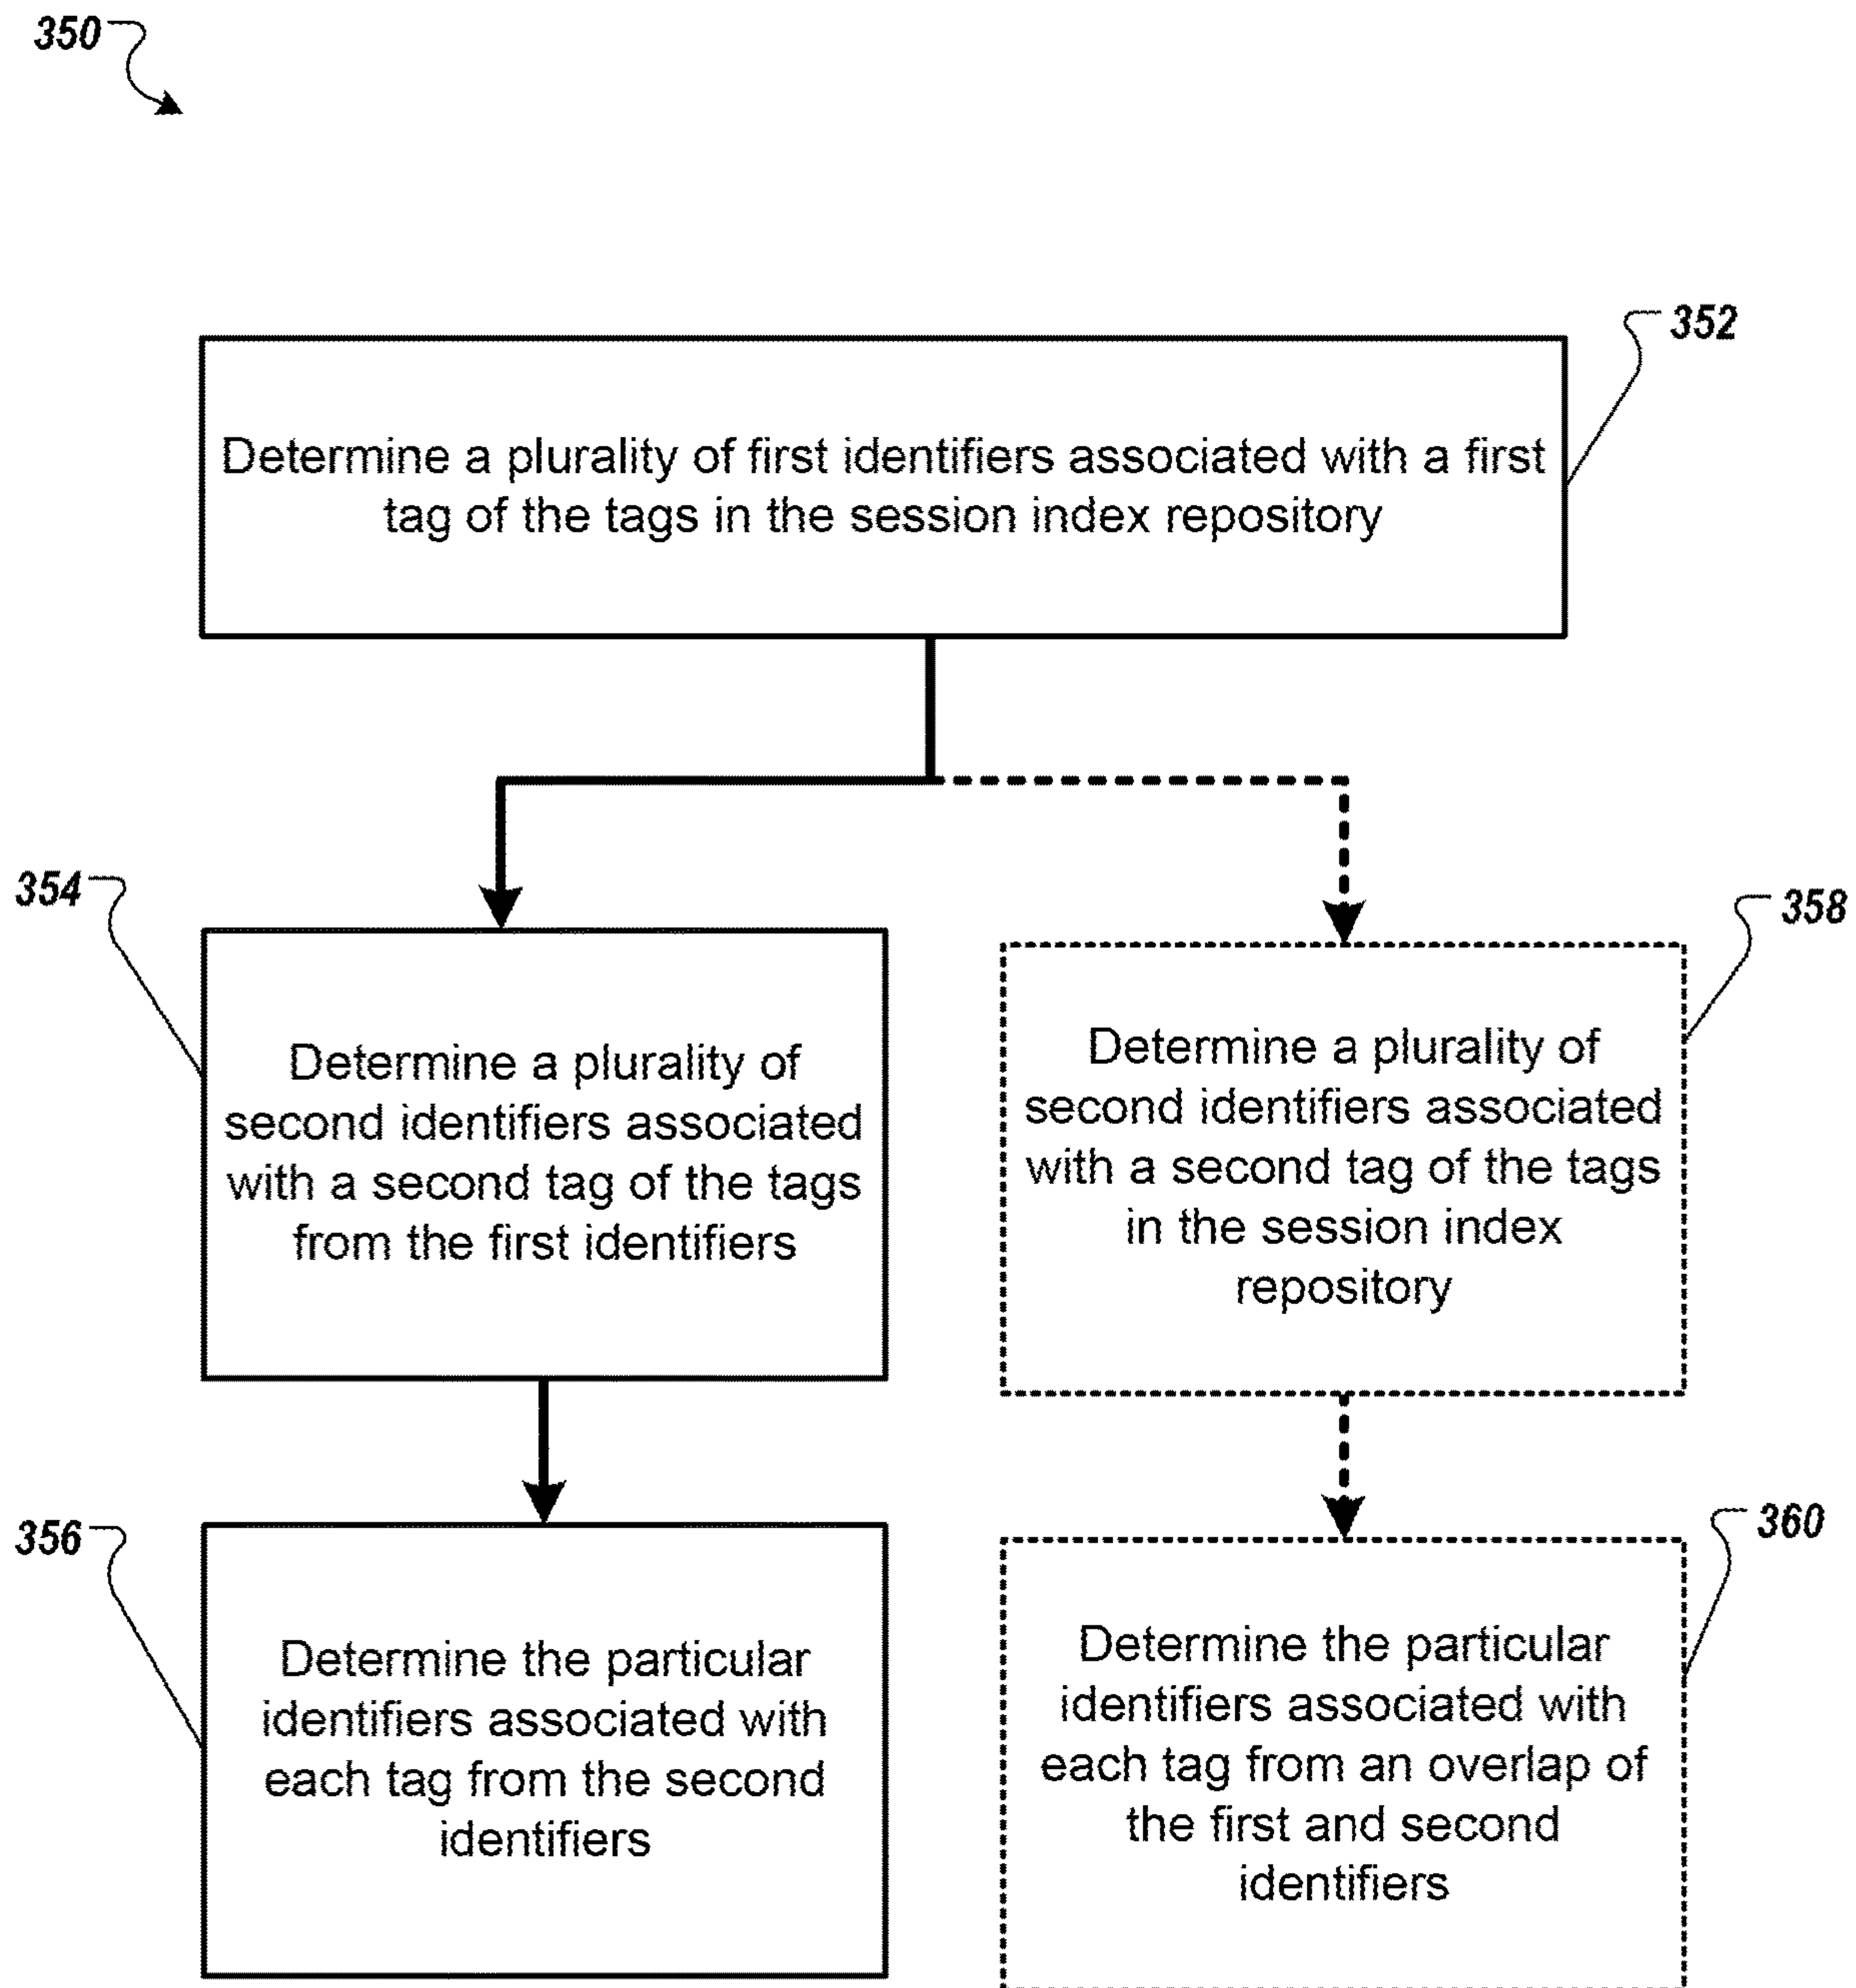 350
352
Determine a plurality of first identifiers associated with a first
tag of the tags in the session index repository
354
Determine a plurality of
second identifiers associated
with a second tag of the tags
from the first identifiers
358
Determine a plurality of
second identifiers associated
with a second tag of the tags
in the session index
repository
356
Determine the particular
identifiers associated with
each tag from the second
identifiers
360
Determine the particular
identifiers associated with
each tag from an overlap of
the first and second
identifiers